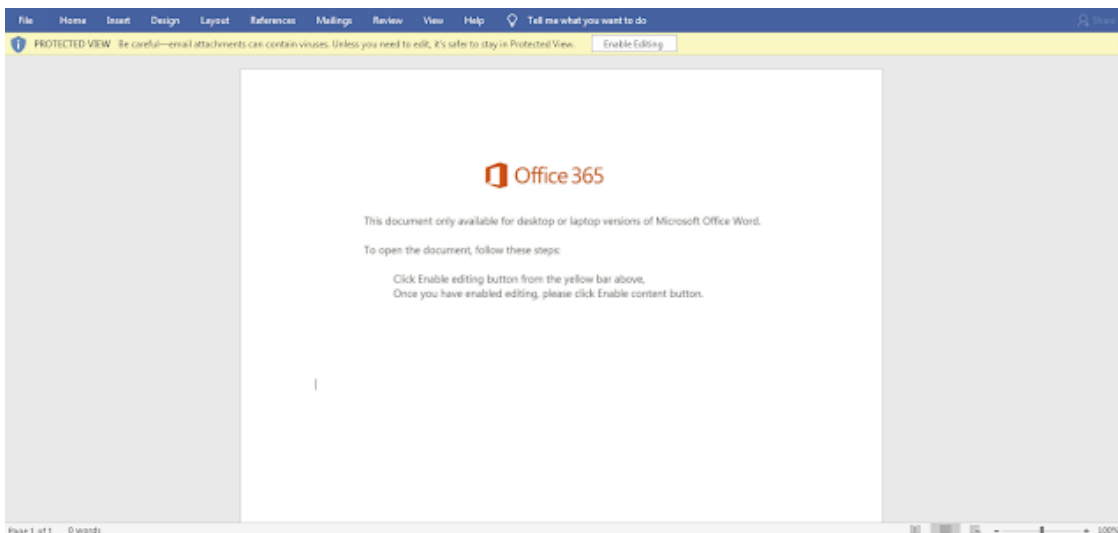 File Home Insert Design Layout References Mailings Review View Help Tell me what you want to do Share
PROTECTED VIEW Be careful—email attachments can contain viruses. Unless you need to edit, it's safer to stay in Protected View. Enable Editing
Office 365
This document only available for desktop or laptop versions of Microsoft Office Word.
To open the document, follow these steps:
Click Enable editing button from the yellow bar above,
Once you have enabled editing, please click Enable content button.
Page 1 of 1 0 words 100%